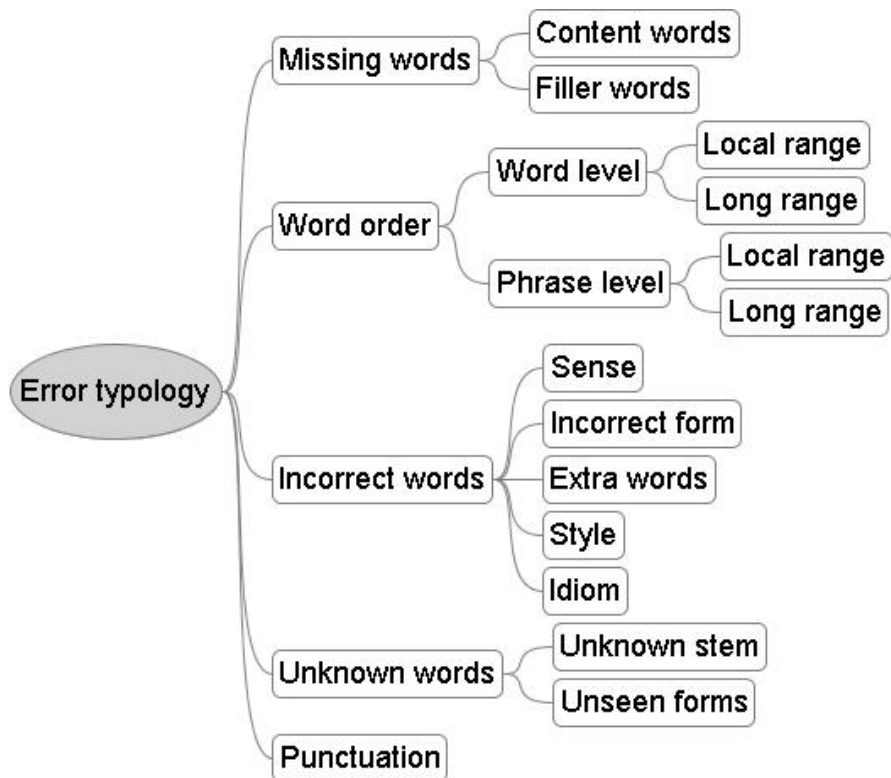 Error typology
Missing words
Content words
Filler words
Word order
Word level
Local range
Long range
Phrase level
Local range
Long range
Incorrect words
Sense
Incorrect form
Extra words
Style
Idiom
Unknown words
Unknown stem
Unseen forms
Punctuation